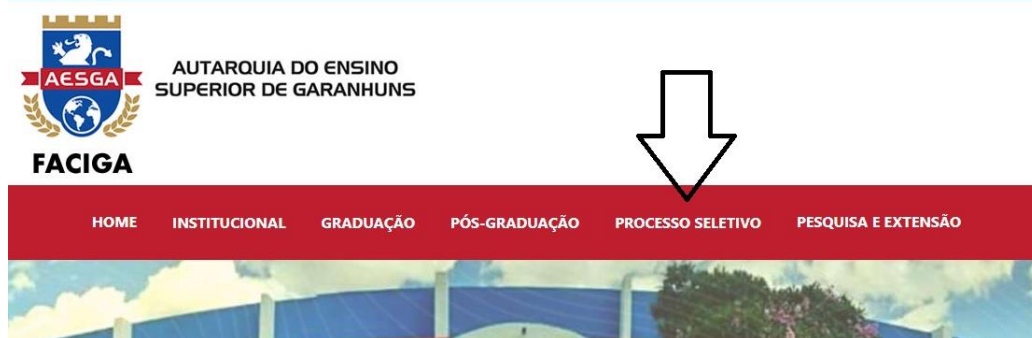 AESGA
AUTARQUIA DO ENSINO
SUPERIOR DE GARANHUNS
FACIGA
HOME INSTITUCIONAL GRADUAÇÃO PÓS-GRADUAÇÃO PROCESSO SELETIVO PESQUISA E EXTENSÃO